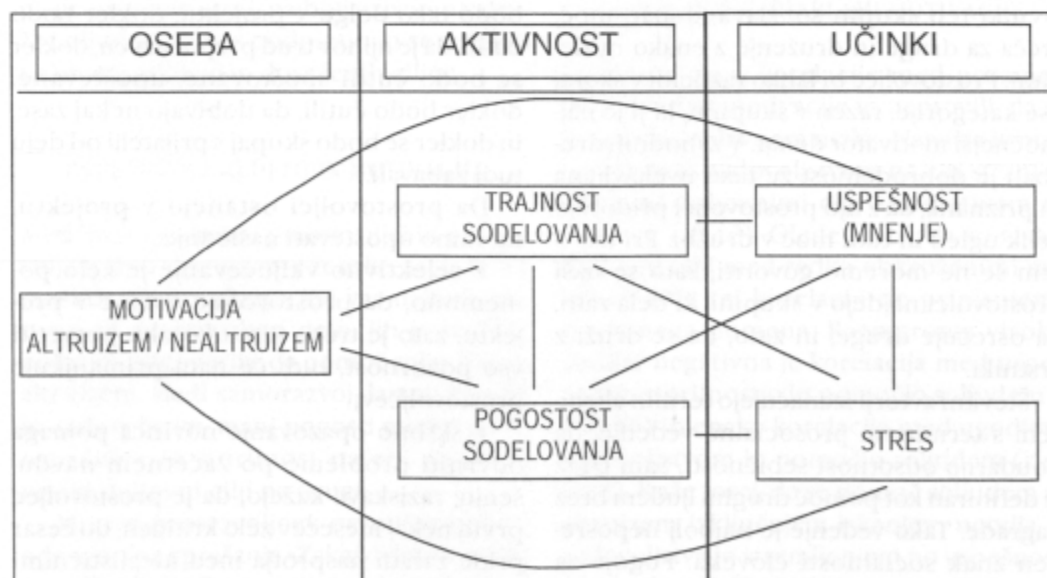 OSEBA
AKTIVNOST
UČINKI
TRAJNOST
SODELOVANJA
USPEŠNOST
(MNENJE)
MOTIVACIJA
ALTRUIZEM / NEALTRUIZEM
POGOSTOST
SODELOVANJA
STRES